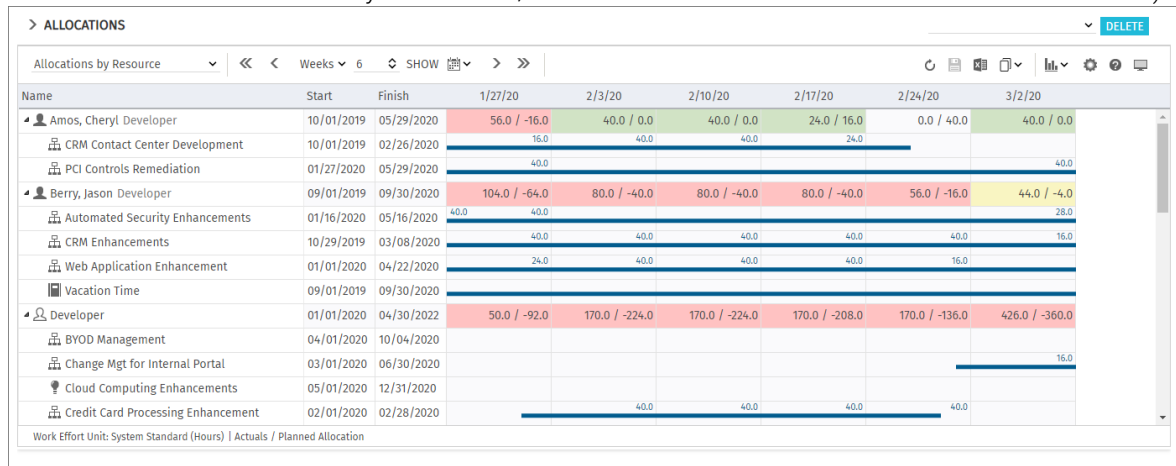 ALLOCATIONS DELETE
Allocations by Resource Weeks 6 SHOW
Name Start Finish 1/27/20 2/3/20 2/10/20 2/17/20 2/24/20 3/2/20
Amos, Cheryl Developer 10/01/2019 05/29/2020 56.0 / -16.0 40.0 / 0.0 40.0 / 0.0 24.0 / 16.0 0.0 / 40.0 40.0 / 0.0
CRM Contact Center Development 10/01/2019 02/26/2020 16.0 40.0 40.0 24.0
PCI Controls Remediation 01/27/2020 05/29/2020 40.0 40.0
Berry, Jason Developer 09/01/2019 09/30/2020 104.0 / -64.0 80.0 / -40.0 80.0 / -40.0 80.0 / -40.0 56.0 / -16.0 44.0 / -4.0
Automated Security Enhancements 01/16/2020 05/16/2020 40.0 40.0 28.0
CRM Enhancements 10/29/2019 03/08/2020 40.0 40.0 40.0 40.0 40.0 16.0
Web Application Enhancement 01/01/2020 04/22/2020 24.0 40.0 40.0 40.0 16.0
Vacation Time 09/01/2019 09/30/2020
Developer 01/01/2020 04/30/2022 50.0 / -92.0 170.0 / -224.0 170.0 / -224.0 170.0 / -208.0 170.0 / -136.0 426.0 / -360.0
BYOD Management 04/01/2020 10/04/2020
Change Mgt for Internal Portal 03/01/2020 06/30/2020 16.0
Cloud Computing Enhancements 05/01/2020 12/31/2020
Credit Card Processing Enhancement 02/01/2020 02/28/2020 40.0 40.0 40.0 40.0
Work Effort Unit: System Standard (Hours) | Actuals / Planned Allocation